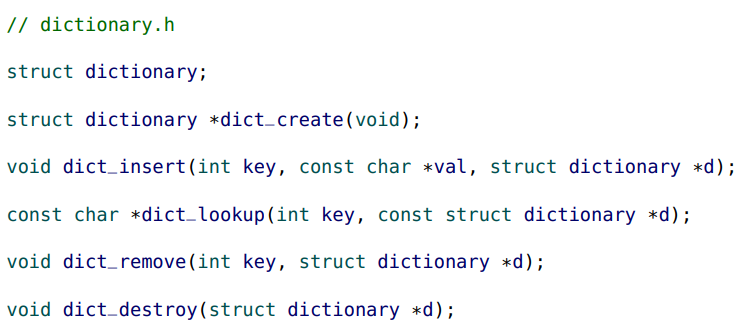 // dictionary.h
struct dictionary;
struct dictionary *dict_create(void);
void dict_insert(int key, const char *val, struct dictionary *d);
const char *dict_lookup(int key, const struct dictionary *d);
void dict_remove(int key, struct dictionary *d);
void dict_destroy(struct dictionary *d);